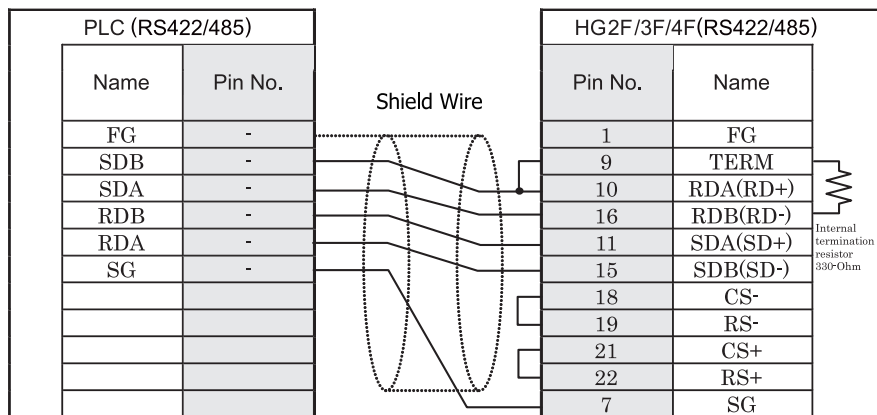 PLC (RS422/485)
HG2F/3F/4F(RS422/485)
Name Pin No.
Shield Wire
Pin No. Name
FG -
1 FG
SDB -
9 TERM
SDA -
10 RDA(RD+)
RDB -
16 RDB(RD-)
RDA -
11 SDA(SD+)
SG -
15 SDB(SD-)
Internal
termination
resistor
330-Ohm
18 CS-
19 RS-
21 CS+
22 RS+
7 SG